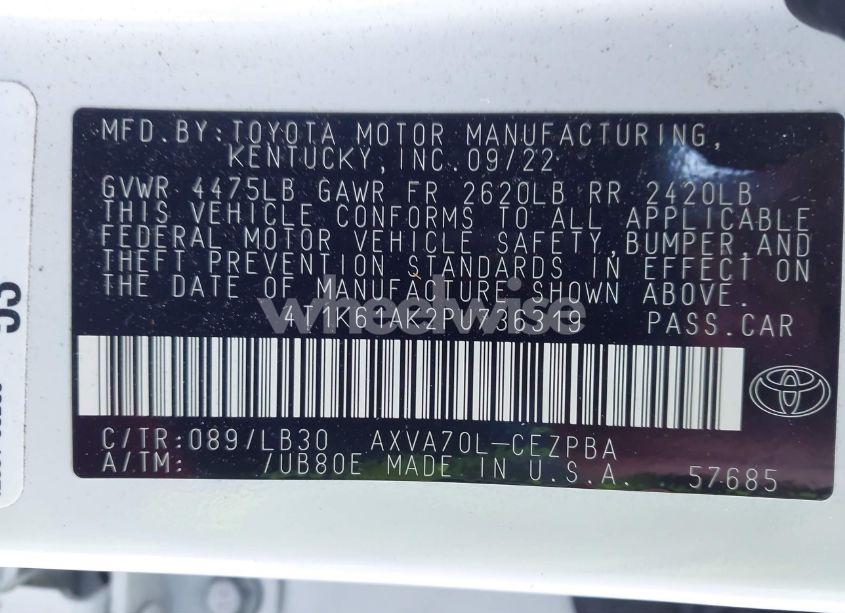 MFD.BY:TOYOTA MOTOR MANUFACTURING,
KENTUCKY,INC.09/22
GVWR 4475LB GAWR FR 2620LB RR 2420LB
THIS VEHICLE CONFORMS TO ALL APPLICABLE
FEDERAL MOTOR VEHICLE SAFETY,BUMPER,AND
THEFT PREVENTION STANDARDS IN EFFECT ON
THE DATE OF MANUFACTURE SHOWN ABOVE.
wheelwise
PASS.CAR
C/TR:089/LB30 AXVA70L-CEZPBA
A/TM: /UB80E MADE IN U.S.A. 57685